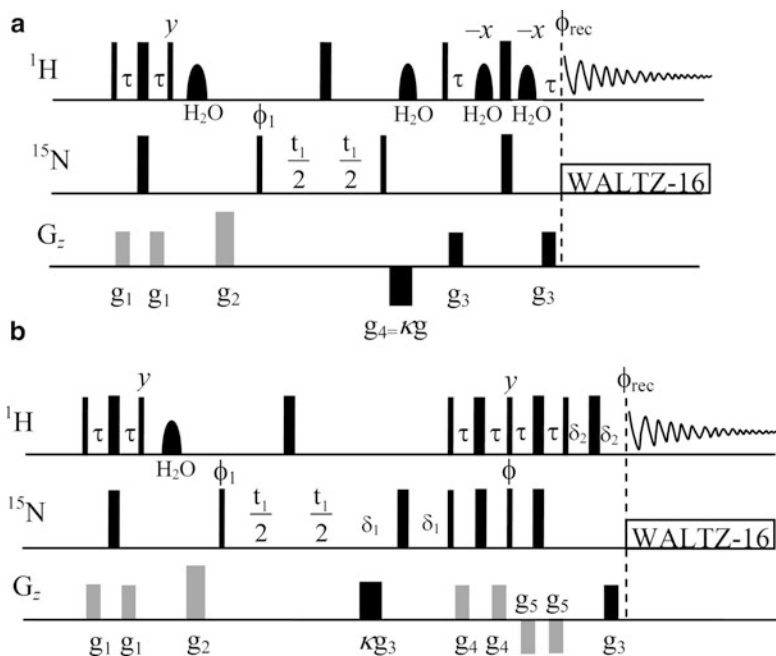 a
y –x –x ϕrec
¹H τ τ τ τ
H₂O H₂O H₂O H₂O
ϕ₁
¹⁵N t₁/2 t₁/2 WALTZ-16
Gz
g₁ g₁ g₂ g₃ g₃
g₄₌κg
b
y y ϕrec
¹H τ τ τ τ τ τ δ₂ δ₂
H₂O
ϕ₁ ϕ
¹⁵N t₁/2 t₁/2 δ₁ δ₁ WALTZ-16
Gz g₅ g₅
g₁ g₁ g₂ κg₃ g₄ g₄ g₃